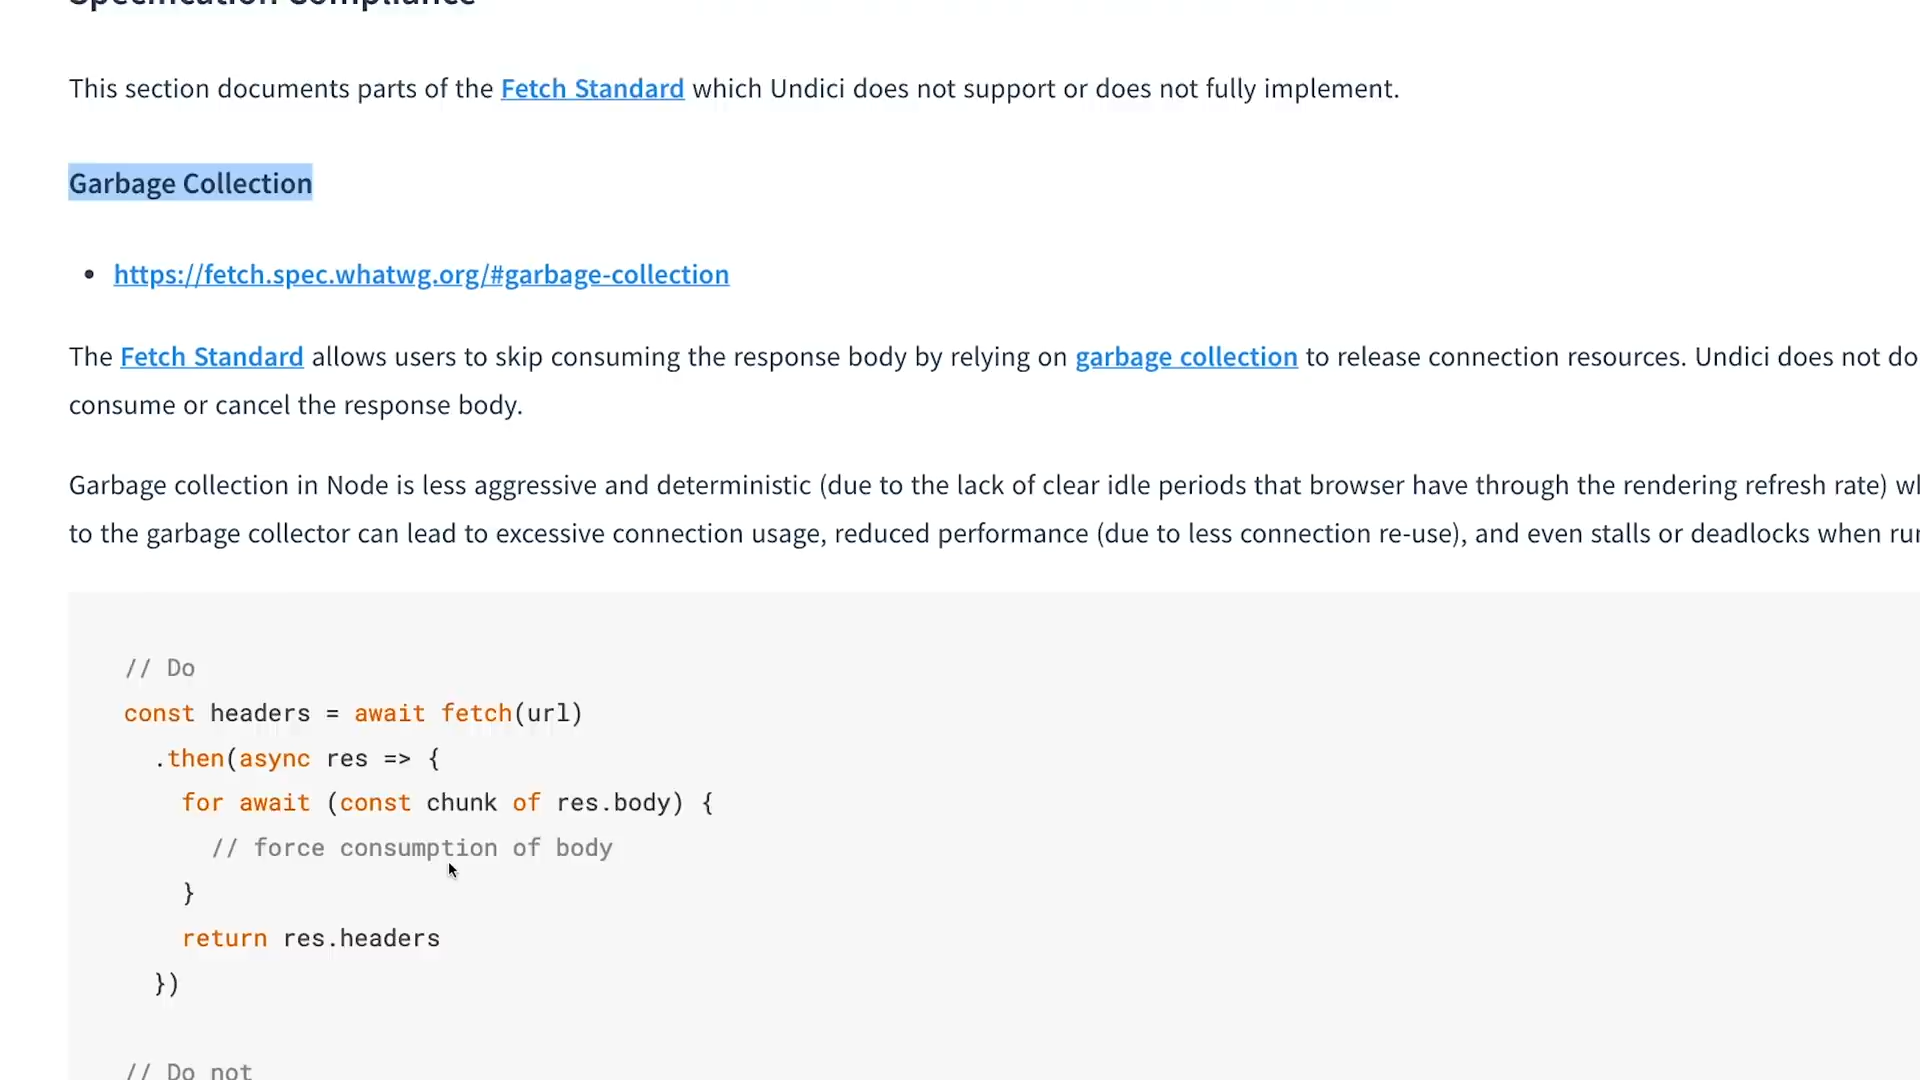 Specification Compliance
This section documents parts of the Fetch Standard which Undici does not support or does not fully implement.
Garbage Collection
• https://fetch.spec.whatwg.org/#garbage-collection
The Fetch Standard allows users to skip consuming the response body by relying on garbage collection to release connection resources. Undici does not do
consume or cancel the response body.
Garbage collection in Node is less aggressive and deterministic (due to the lack of clear idle periods that browser have through the rendering refresh rate)
to the garbage collector can lead to excessive connection usage, reduced performance (due to less connection re-use), and even stalls or deadlocks when
// Do
const headers = await fetch(url)
.then(async res => {
for await (const chunk of res.body) {
// force consumption of body
}
return res.headers
})
// Do not